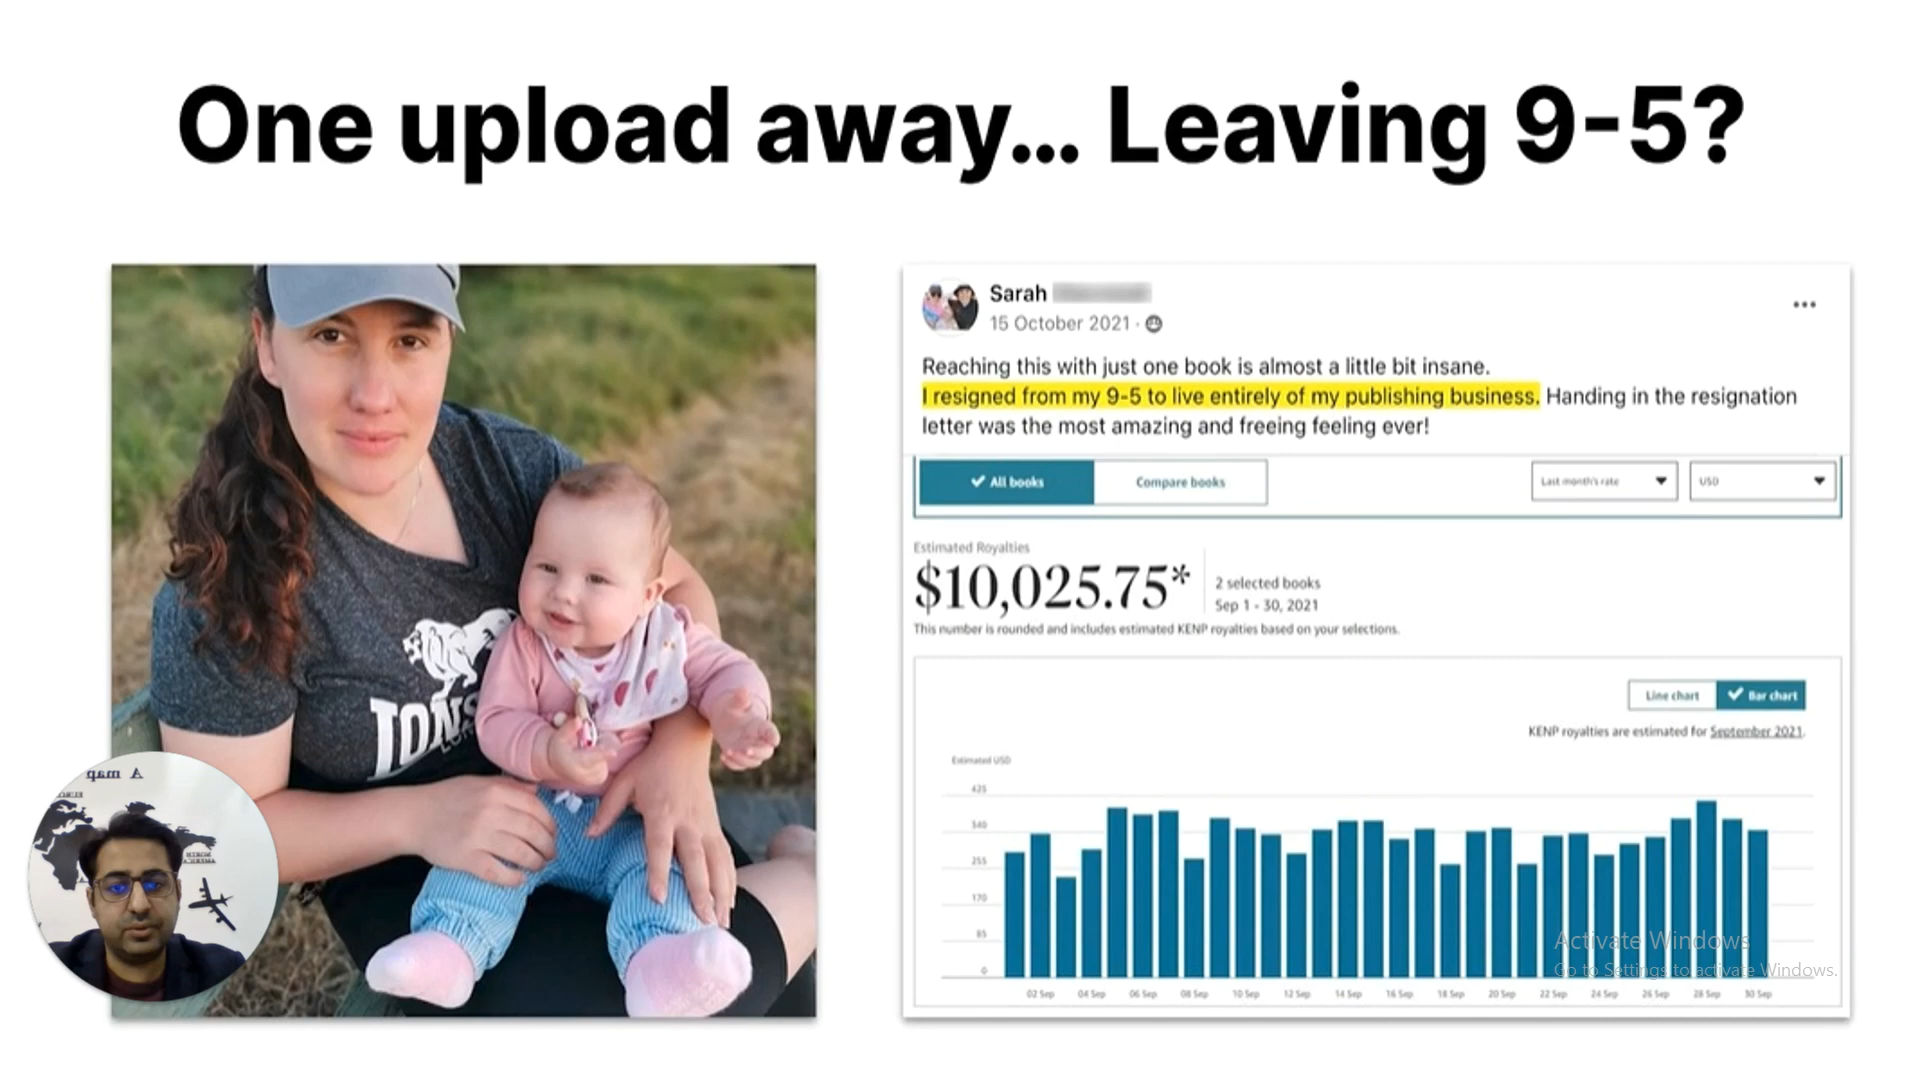 One upload away... Leaving 9-5?
Sarah
15 October 2021 ·
Reaching this with just one book is almost a little bit insane.
I resigned from my 9-5 to live entirely of my publishing business. Handing in the resignation
letter was the most amazing and freeing feeling ever!
All books
Compare books
Last month's rate
USD
Estimated Royalties
$10,025.75*
2 selected books
Sep 1 - 30, 2021
This number is rounded and includes estimated KENP royalties based on your selections.
Line chart
Bar chart
KENP royalties are estimated for September 2021.
Estimated USD
425
340
255
170
85
0
02 Sep 04 Sep 06 Sep 08 Sep 10 Sep 12 Sep 14 Sep 16 Sep 18 Sep 20 Sep 22 Sep 24 Sep 26 Sep 28 Sep 30 Sep
LONS
LON
A map
NORTH
AMERICA
Activate Windows
Go to Settings to activate Windows.